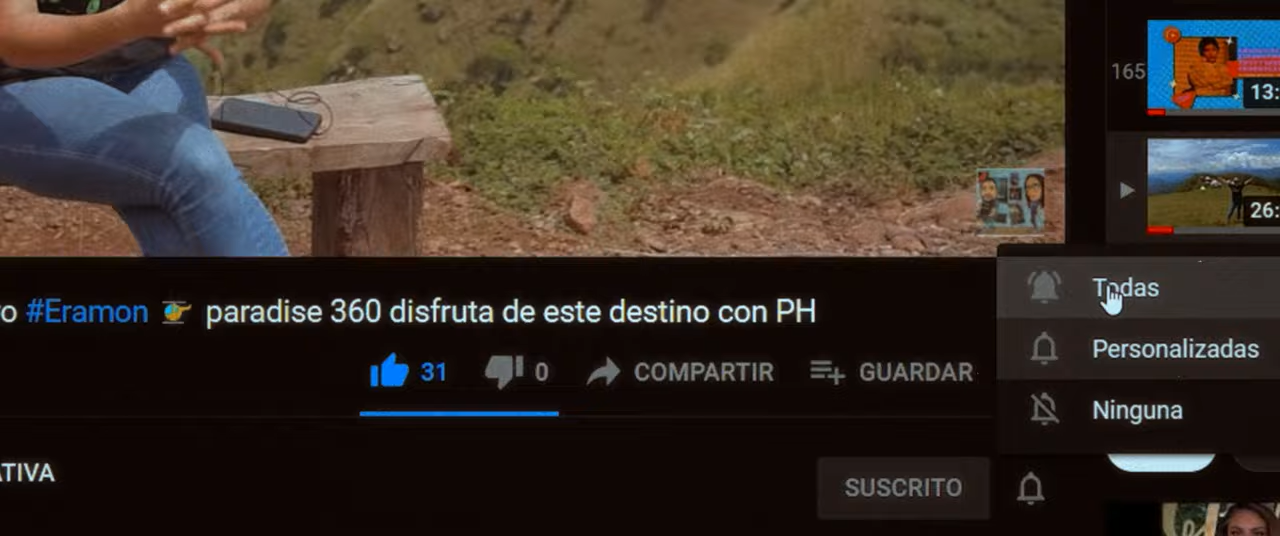 165
13:
26:
o #Eramon paradise 360 disfruta de este destino con PH
31
0
COMPARTIR
GUARDAR
Todas
Personalizadas
Ninguna
ATIVA
SUSCRITO